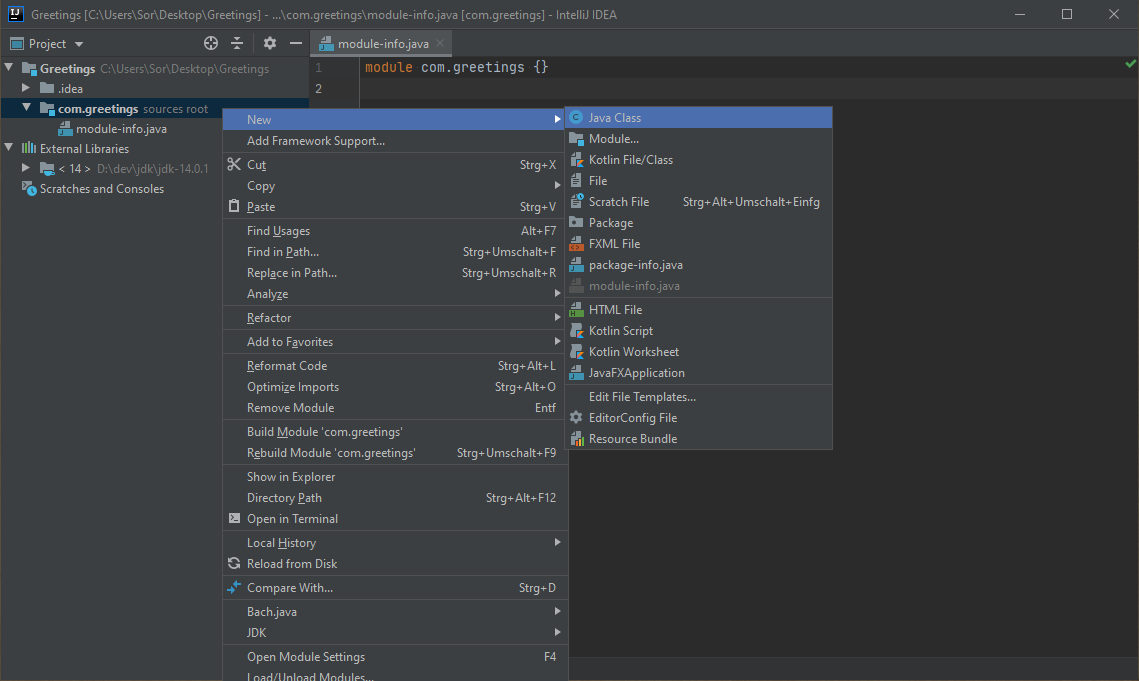 Greetings [C:\Users\Sor\Desktop\Greetings] - ...\com.greetings\module-info.java [com.greetings] - IntelliJ IDEA
Project
module-info.java
Greetings C:\Users\Sor\Desktop\Greetings
.idea
com.greetings sources root
module-info.java
External Libraries
< 14 > D:\dev\jdk\jdk-14.0.1
Scratches and Consoles
1 module com.greetings {}
2
New
Add Framework Support...
Cut Strg+X
Copy
Paste Strg+V
Find Usages Alt+F7
Find in Path... Strg+Umschalt+F
Replace in Path... Strg+Umschalt+R
Analyze
Refactor
Add to Favorites
Reformat Code Strg+Alt+L
Optimize Imports Strg+Alt+O
Remove Module Entf
Build Module 'com.greetings'
Rebuild Module 'com.greetings' Strg+Umschalt+F9
Show in Explorer
Directory Path Strg+Alt+F12
Open in Terminal
Local History
Reload from Disk
Compare With... Strg+D
Bach.java
JDK
Open Module Settings F4
Load/Unload Modules...
Java Class
Module...
Kotlin File/Class
File
Scratch File Strg+Alt+Umschalt+Einfg
Package
FXML File
package-info.java
module-info.java
HTML File
Kotlin Script
Kotlin Worksheet
JavaFXApplication
Edit File Templates...
EditorConfig File
Resource Bundle